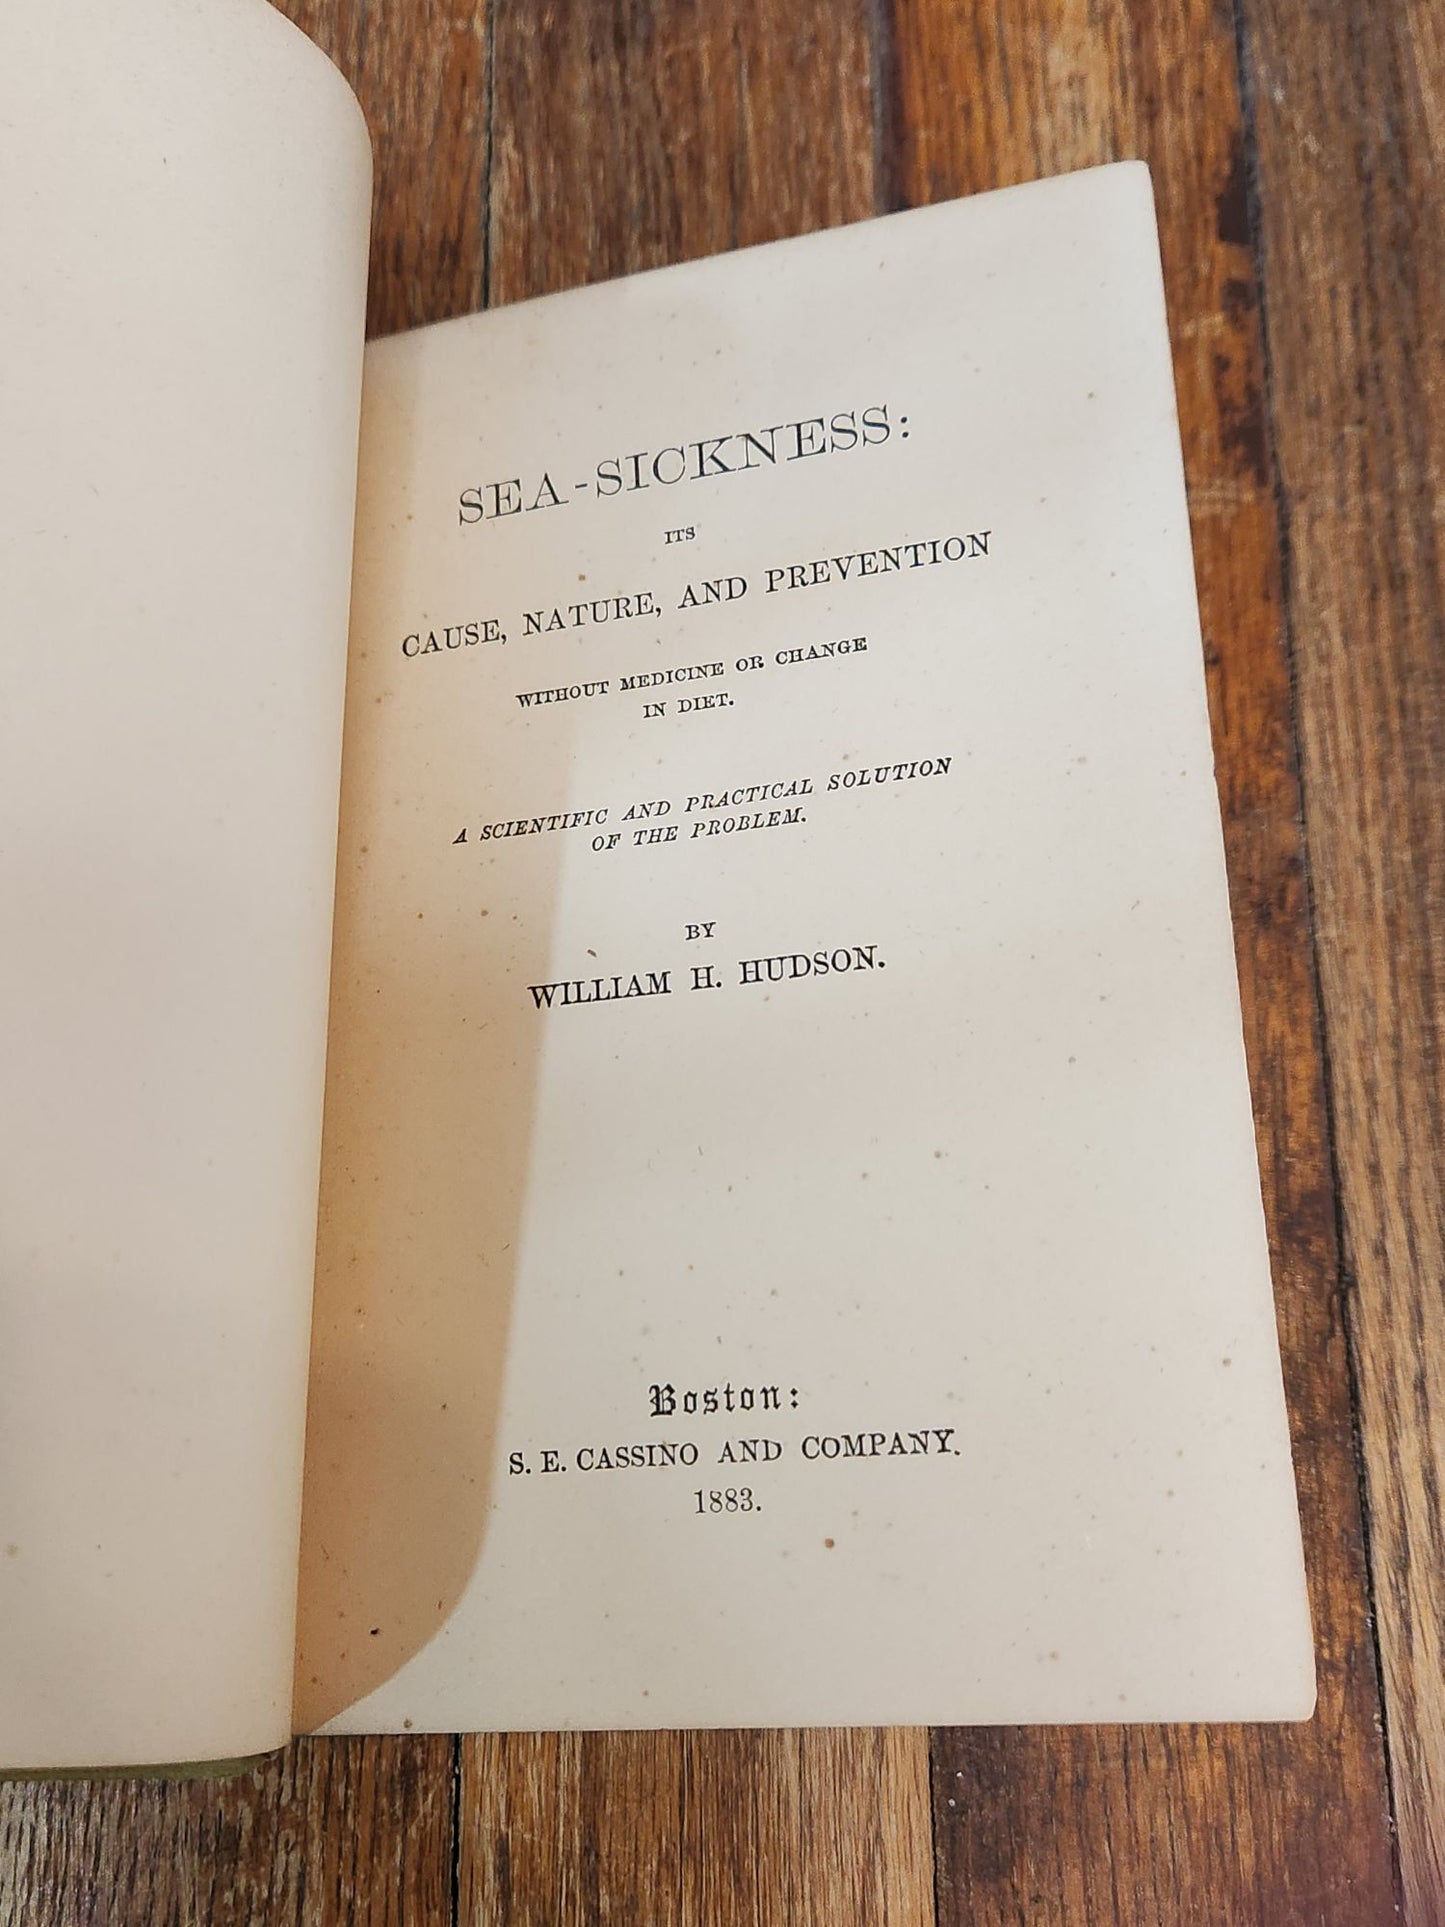 SEA-SICKNESS:
ITS
CAUSE, NATURE, AND PREVENTION
WITHOUT MEDICINE OR CHANGE
IN DIET.
A SCIENTIFIC AND PRACTICAL SOLUTION
OF THE PROBLEM.
BY
WILLIAM H. HUDSON.
Boston:
S. E. CASSINO AND COMPANY.
1883.